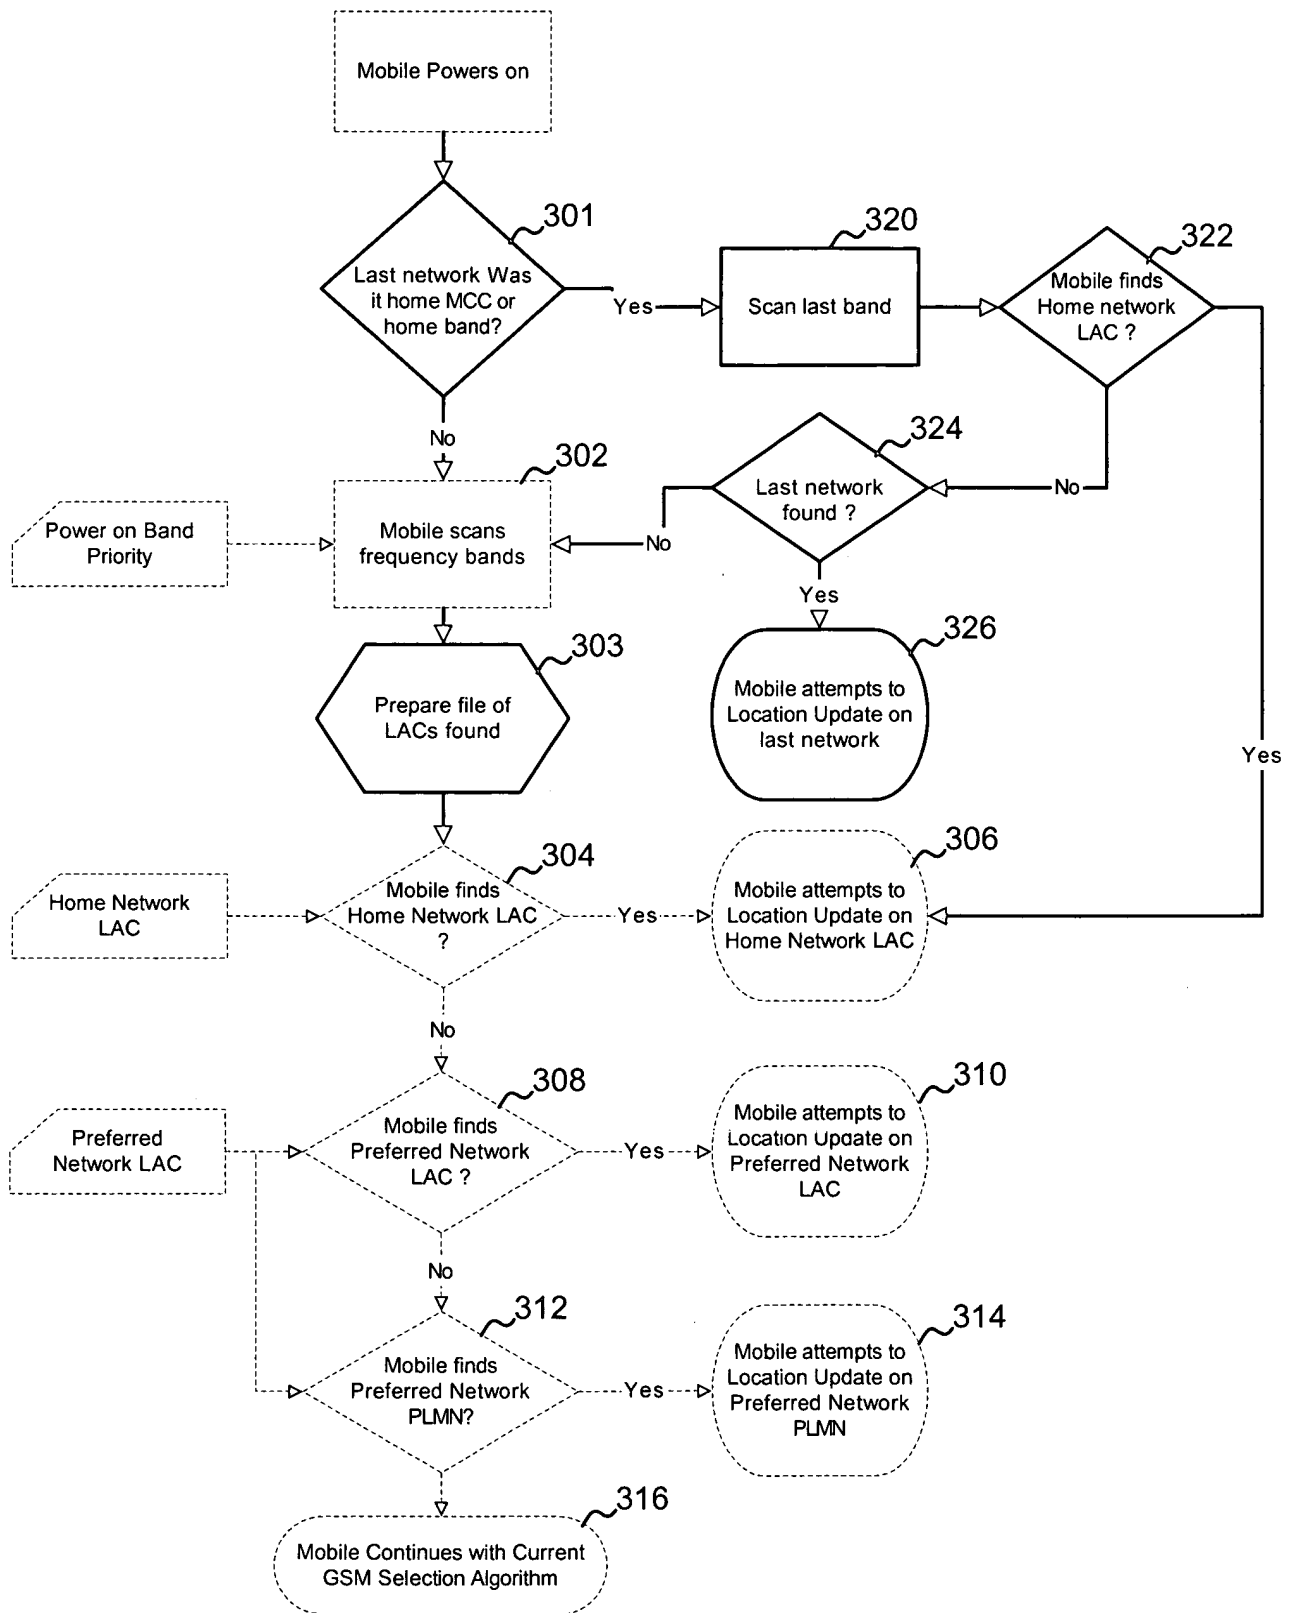 Mobile Powers on
301
Last network Was
it home MCC or
home band?
Yes
320
Scan last band
322
Mobile finds
Home network
LAC ?
No
324
Last network
found ?
No
Yes
No
302
Power on Band
Priority
Mobile scans
frequency bands
303
Prepare file of
LACs found
326
Mobile attempts to
Location Update on
last network
Yes
304
Home Network
LAC
Mobile finds
Home Network LAC
?
Yes
306
Mobile attempts to
Location Update on
Home Network LAC
No
308
Preferred
Network LAC
Mobile finds
Preferred Network
LAC ?
Yes
310
Mobile attempts to
Location Update on
Preferred Network
LAC
No
312
Mobile finds
Preferred Network
PLMN?
Yes
314
Mobile attempts to
Location Update on
Preferred Network
PLMN
316
Mobile Continues with Current
GSM Selection Algorithm